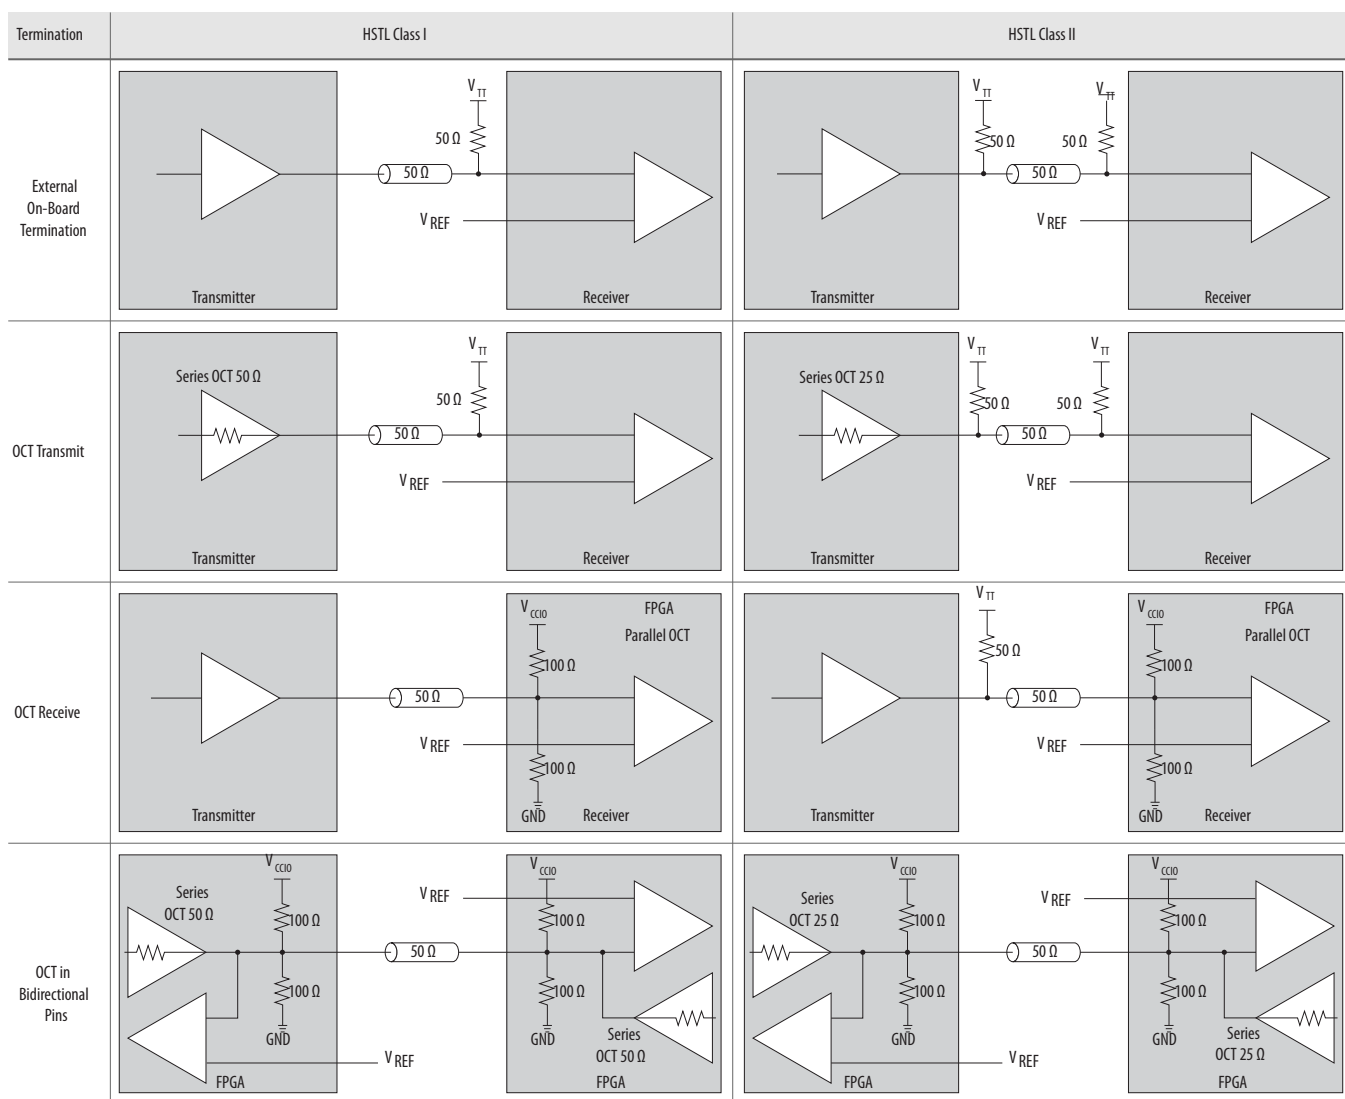 Termination
HSTL Class I
HSTL Class II
External
On-Board
Termination
V TT
50 Ω
50 Ω
V REF
Transmitter
Receiver
V TT
V TT
50 Ω
50 Ω
50 Ω
V REF
Transmitter
Receiver
OCT Transmit
Series OCT 50 Ω
V TT
50 Ω
50 Ω
V REF
Transmitter
Receiver
Series OCT 25 Ω
V TT
V TT
50 Ω
50 Ω
50 Ω
V REF
Transmitter
Receiver
OCT Receive
V CCIO
FPGA
Parallel OCT
100 Ω
50 Ω
V REF
100 Ω
GND
Transmitter
Receiver
V TT
50 Ω
V CCIO
FPGA
Parallel OCT
100 Ω
50 Ω
V REF
100 Ω
GND
Transmitter
Receiver
OCT in
Bidirectional
Pins
V CCIO
Series
OCT 50 Ω
100 Ω
100 Ω
GND
V REF
FPGA
50 Ω
V REF
V CCIO
100 Ω
100 Ω
GND
Series
OCT 50 Ω
FPGA
V CCIO
Series
OCT 25 Ω
100 Ω
100 Ω
GND
V REF
FPGA
50 Ω
V REF
V CCIO
100 Ω
100 Ω
GND
Series
OCT 25 Ω
FPGA